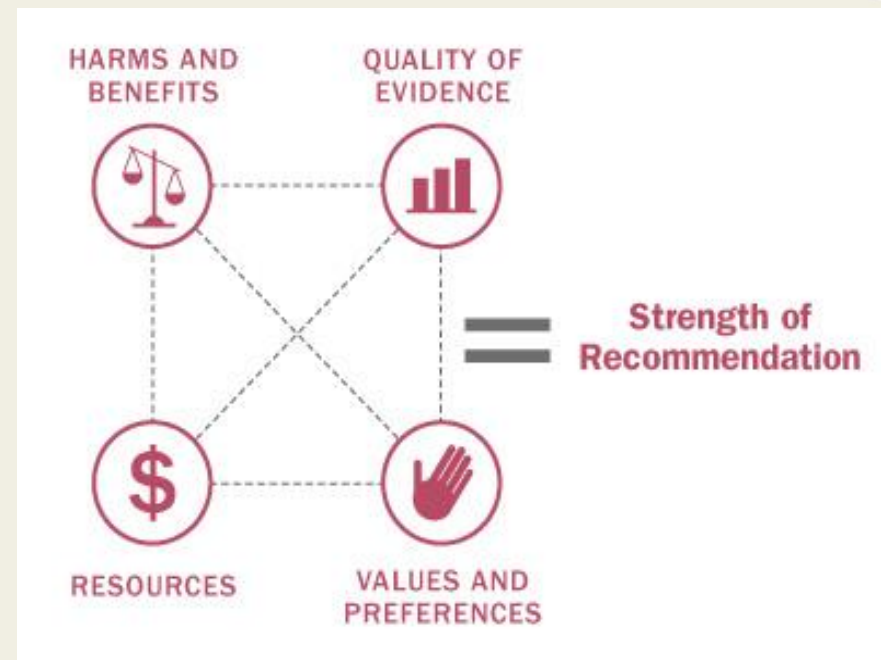 HARMS AND
BENEFITS
QUALITY OF
EVIDENCE
$
Strength of
Recommendation
RESOURCES
VALUES AND
PREFERENCES